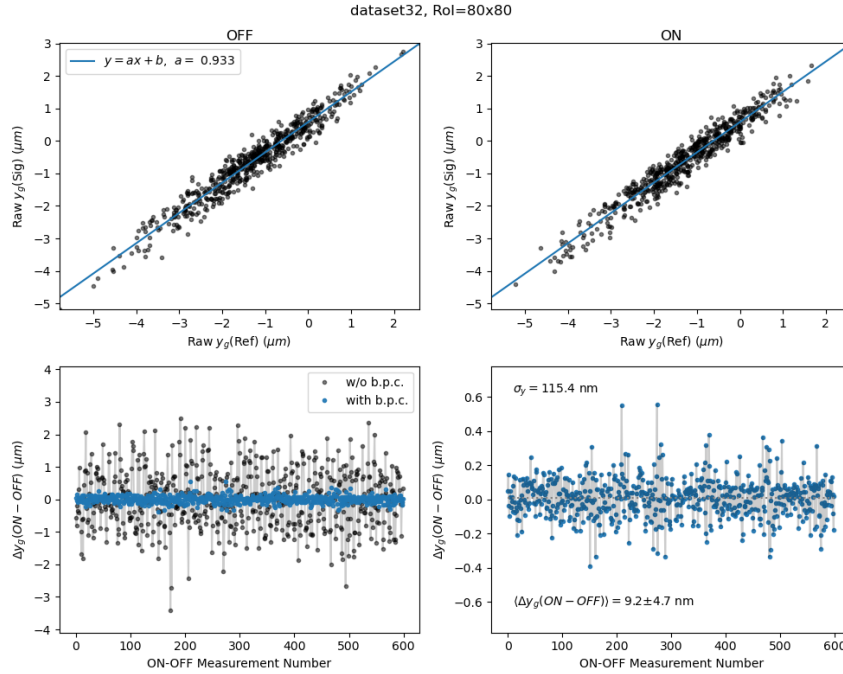 dataset32, RoI=80x80
OFF
ON
y = ax + b, a = 0.933
Raw y_g(Sig) (μm)
3
2
1
0
−1
−2
−3
−4
−5
−5 −4 −3 −2 −1 0 1 2
Raw y_g(Ref) (μm)
Raw y_g(Sig) (μm)
3
2
1
0
−1
−2
−3
−4
−5
−5 −4 −3 −2 −1 0 1 2
Raw y_g(Ref) (μm)
w/o b.p.c.
with b.p.c.
Δy_g(ON − OFF) (μm)
4
3
2
1
0
−1
−2
−3
−4
0 100 200 300 400 500 600
ON-OFF Measurement Number
σ_y = 115.4 nm
Δy_g(ON − OFF) (μm)
0.6
0.4
0.2
0.0
−0.2
−0.4
−0.6
⟨Δy_g(ON − OFF)⟩ = 9.2±4.7 nm
0 100 200 300 400 500 600
ON-OFF Measurement Number